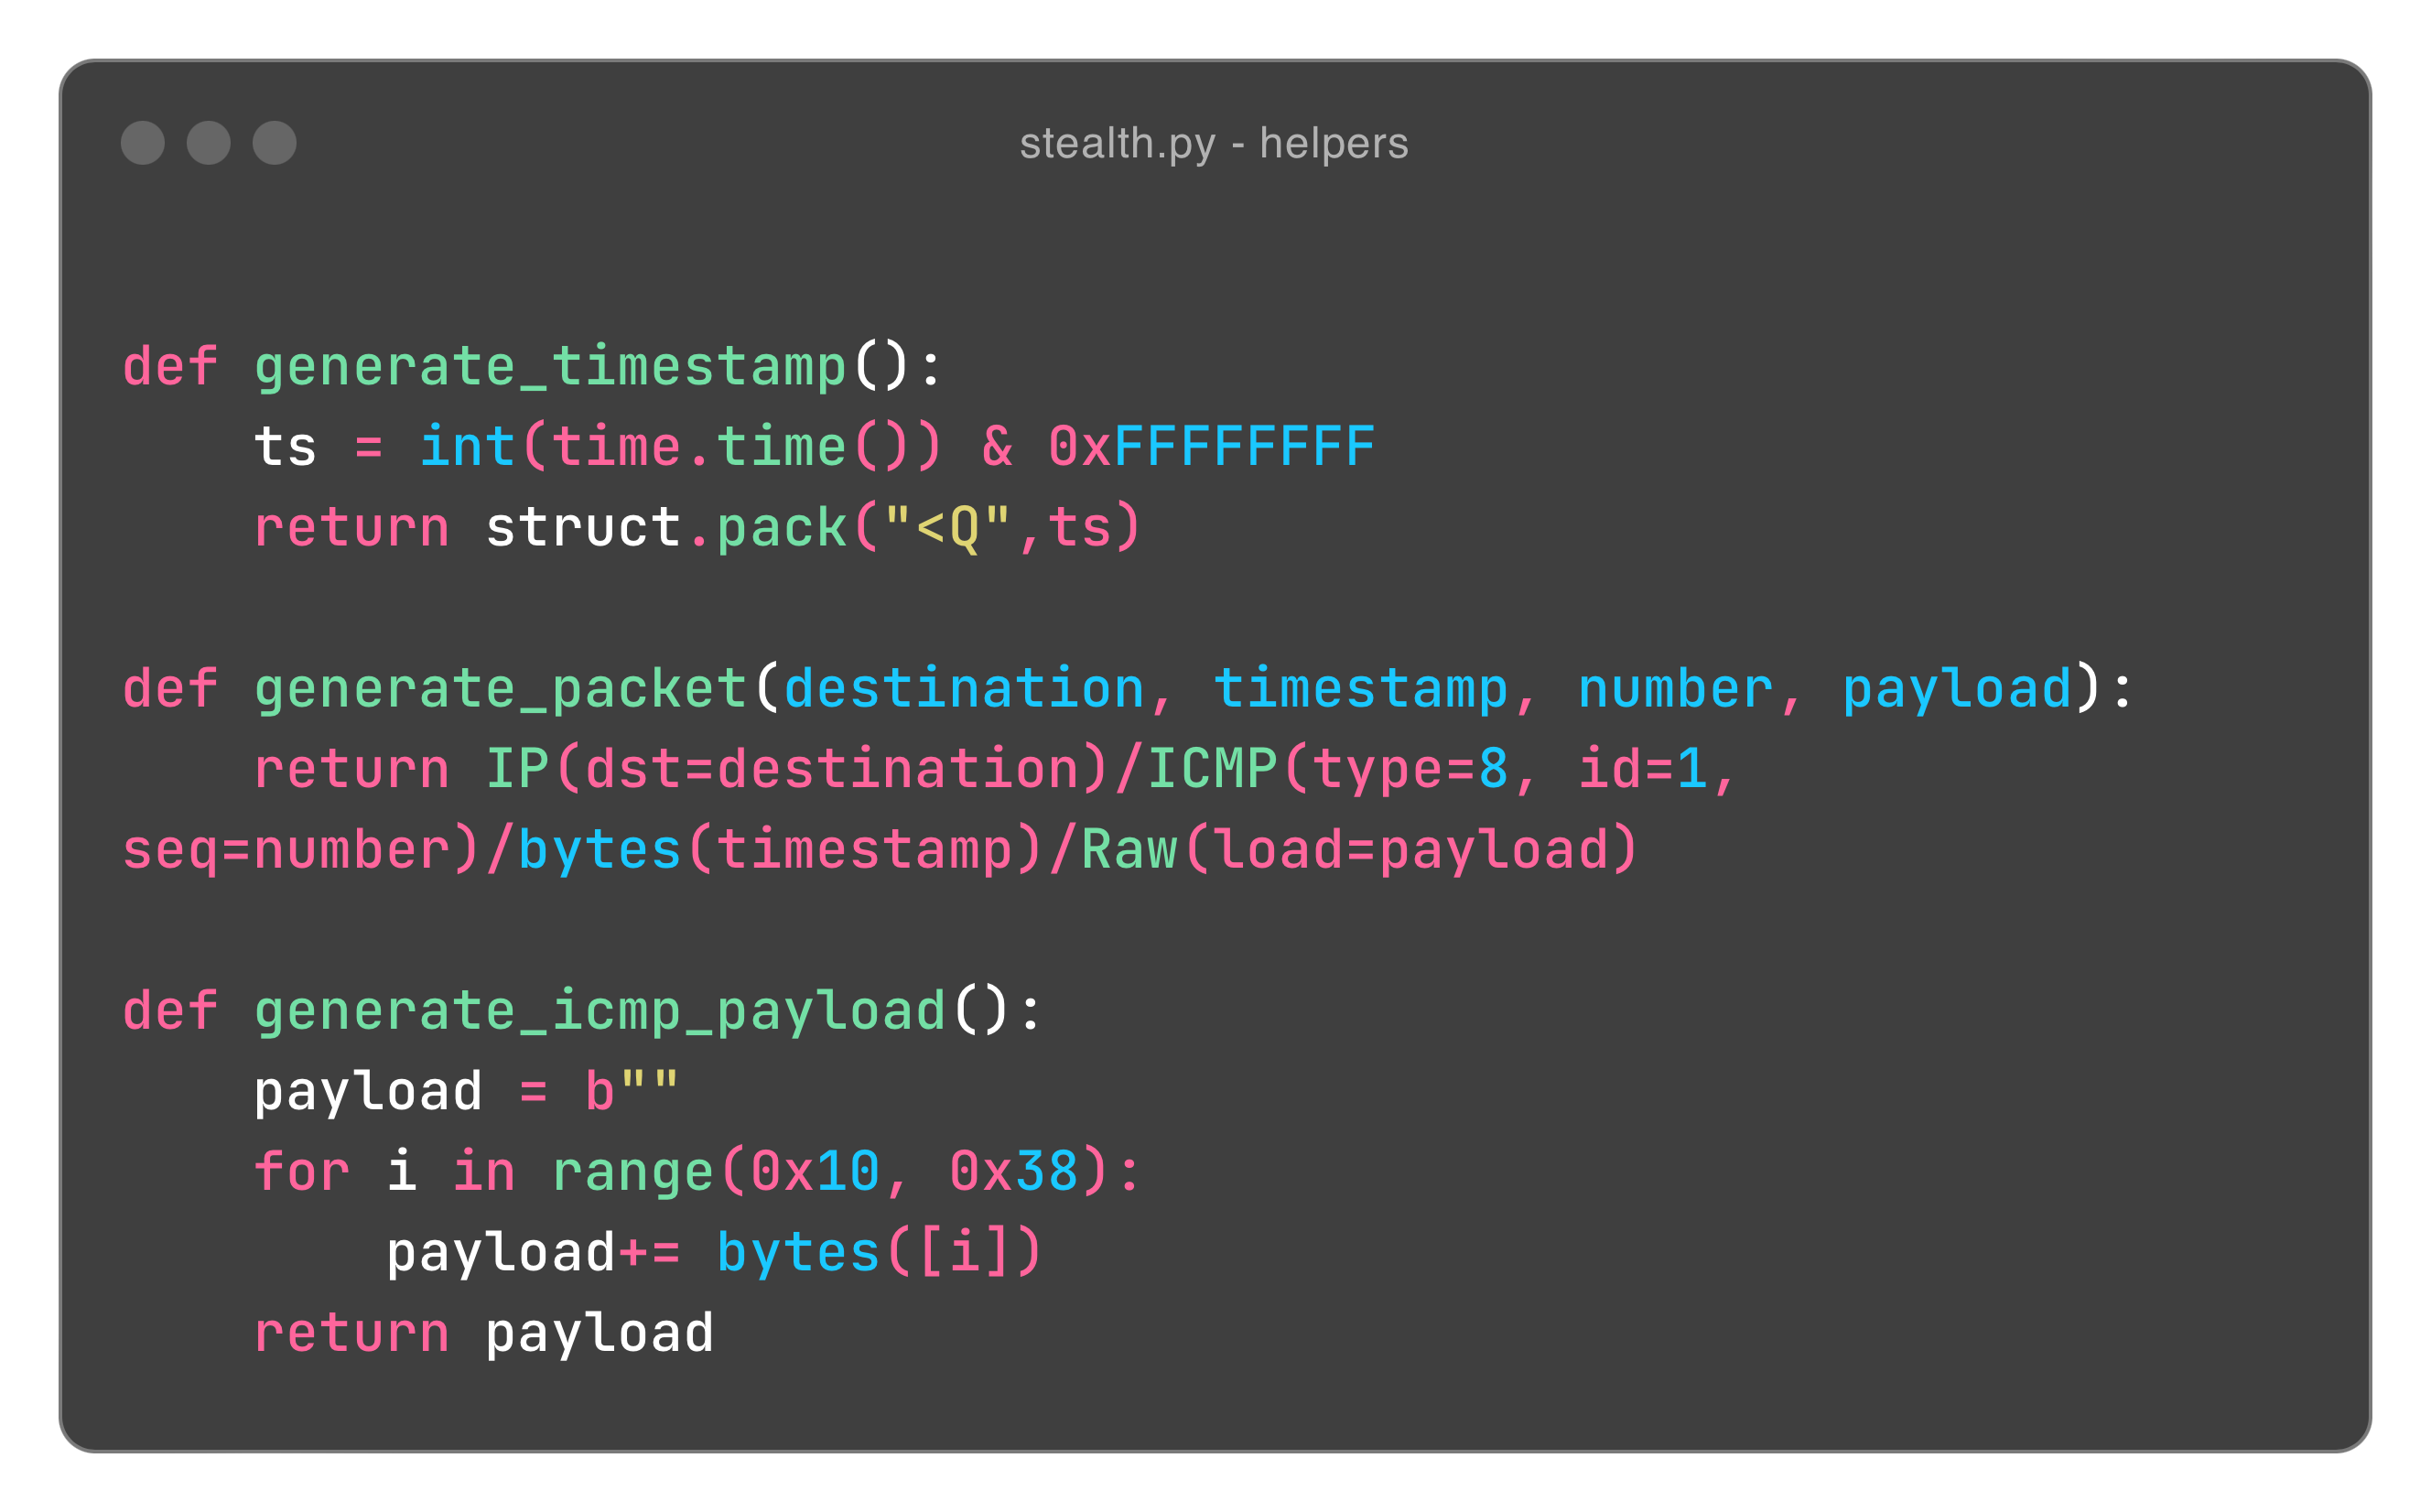 stealth.py - helpers
def generate_timestamp():
    ts = int(time.time()) & 0xFFFFFFFF
    return struct.pack("<Q",ts)
def generate_packet(destination, timestamp, number, payload):
    return IP(dst=destination)/ICMP(type=8, id=1,
seq=number)/bytes(timestamp)/Raw(load=payload)
def generate_icmp_payload():
    payload = b""
    for i in range(0x10, 0x38):
        payload+= bytes([i])
    return payload